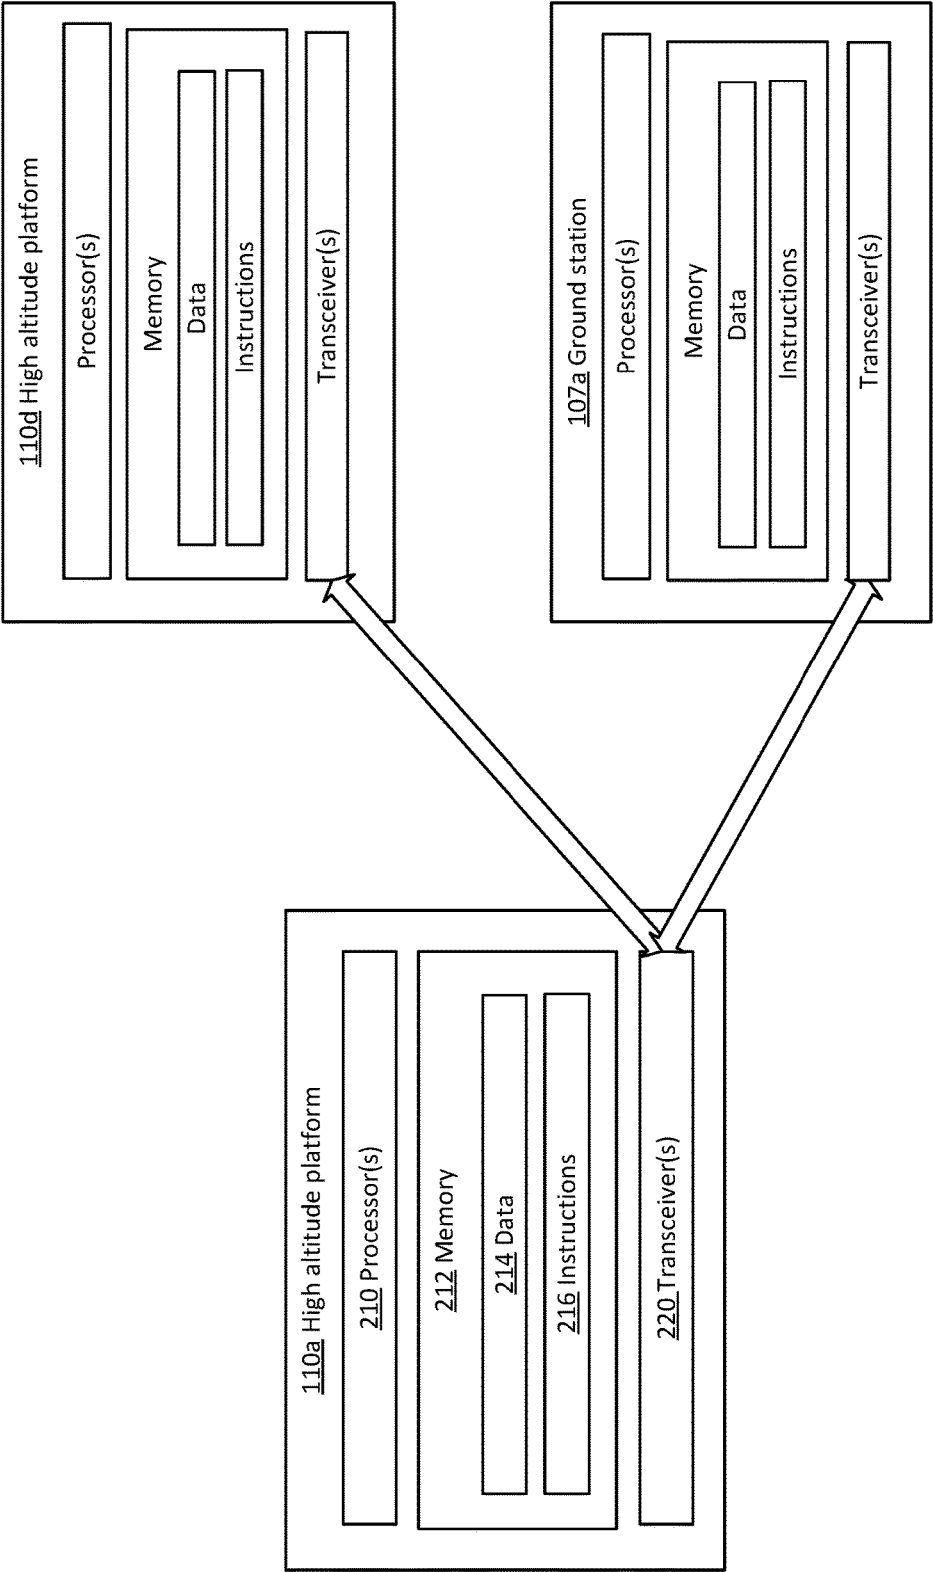 110a High altitude platform
210 Processor(s)
212 Memory
214 Data
216 Instructions
220 Transceiver(s)
110d High altitude platform
Processor(s)
Memory
Data
Instructions
Transceiver(s)
107a Ground station
Processor(s)
Memory
Data
Instructions
Transceiver(s)